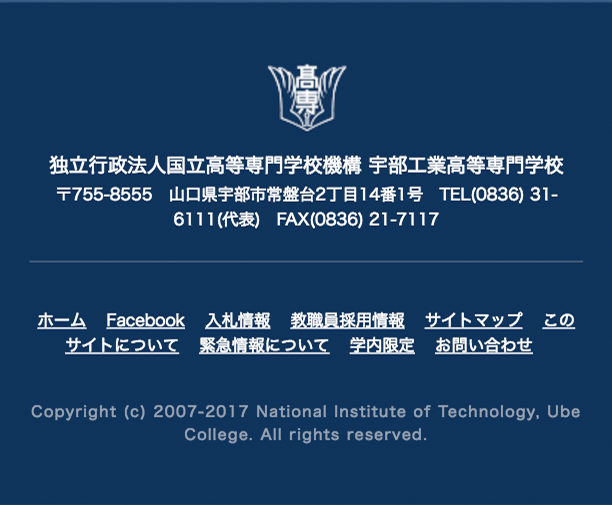 高専
独立行政法人国立高等専門学校機構 宇部工業高等専門学校
〒755-8555　山口県宇部市常盤台2丁目14番1号　TEL(0836) 31-
6111(代表)　FAX(0836) 21-7117
ホーム　Facebook　入札情報　教職員採用情報　サイトマップ　この
サイトについて　緊急情報について　学内限定　お問い合わせ
Copyright (c) 2007-2017 National Institute of Technology, Ube
College. All rights reserved.